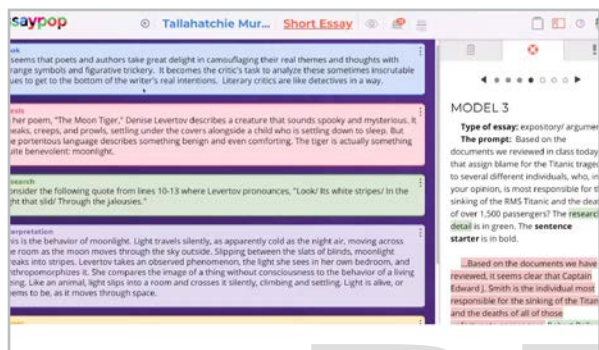 saypop
Tallahatchie Mur...
Short Essay
ok
seems that poets and authors take great delight in camouflaging their real themes and thoughts with
range symbols and figurative trickery. It becomes the critic's task to analyze these sometimes inscrutable
ues to get to the bottom of the writer's real intentions. Literary critics are like detectives in a way.
esis
her poem, "The Moon Tiger," Denise Levertov describes a creature that sounds spooky and mysterious. It
eaks, creeps, and prowls, settling under the covers alongside a child who is settling down to sleep. But
e portentous language describes something benign and even comforting. The tiger is actually something
uite benevolent: moonlight.
search
onsider the following quote from lines 10-13 where Levertov pronounces, "Look/ Its white stripes/ In the
ht that slid/ Through the jalousies."
erpretation
is is the behavior of moonlight. Light travels silently, as apparently cold as the night air, moving across
e room as the moon moves through the sky outside. Slipping between the slats of blinds, moonlight
eaks into stripes. Levertov takes an observed phenomenon, the light she sees in her own bedroom, and
thropomorphizes it. She compares the image of a thing without consciousness to the behavior of a living
ing. Like an animal, light slips into a room and crosses it silently, climbing and settling. Light is alive, or
ems to be, as it moves through space.
MODEL 3
Type of essay: expository/ argumen
The prompt: Based on the
documents we reviewed in class today
that assign blame for the Titanic traged
to several different individuals, who, in
your opinion, is most responsible for th
sinking of the RMS Titanic and the dea
of over 1,500 passengers? The researc
detail is in green. The sentence
starter is in bold.
...Based on the documents we have
reviewed, it seems clear that Captain
Edward J. Smith is the individual most
responsible for the sinking of the Titan
and the deaths of all of those